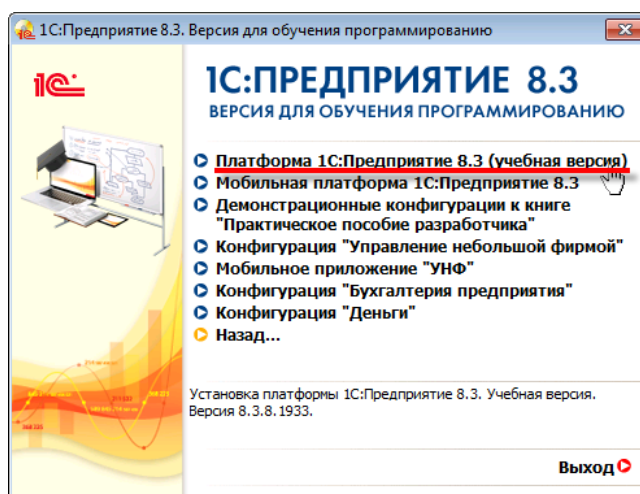 1С:Предприятие 8.3. Версия для обучения программированию
1С:ПРЕДПРИЯТИЕ 8.3
ВЕРСИЯ ДЛЯ ОБУЧЕНИЯ ПРОГРАММИРОВАНИЮ
Платформа 1С:Предприятие 8.3 (учебная версия)
Мобильная платформа 1С:Предприятие 8.3
Демонстрационные конфигурации к книге
"Практическое пособие разработчика"
Конфигурация "Управление небольшой фирмой"
Мобильное приложение "УНФ"
Конфигурация "Бухгалтерия предприятия"
Конфигурация "Деньги"
Назад...
Установка платформы 1С:Предприятие 8.3. Учебная версия.
Версия 8.3.8.1933.
Выход